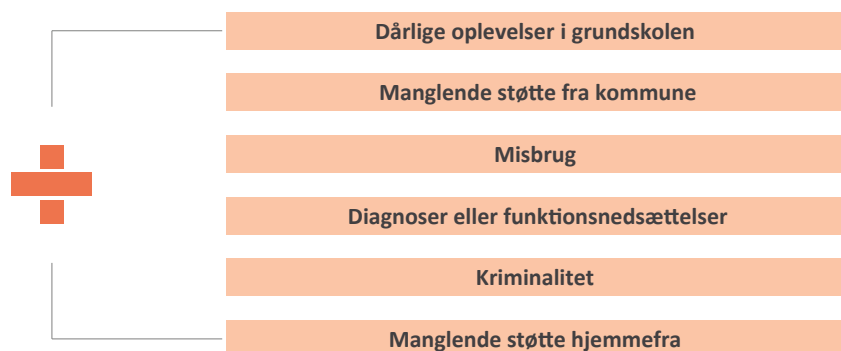 Dårlige oplevelser i grundskolen
Manglende støtte fra kommune
Misbrug
Diagnoser eller funktionsnedsættelser
Kriminalitet
Manglende støtte hjemmefra